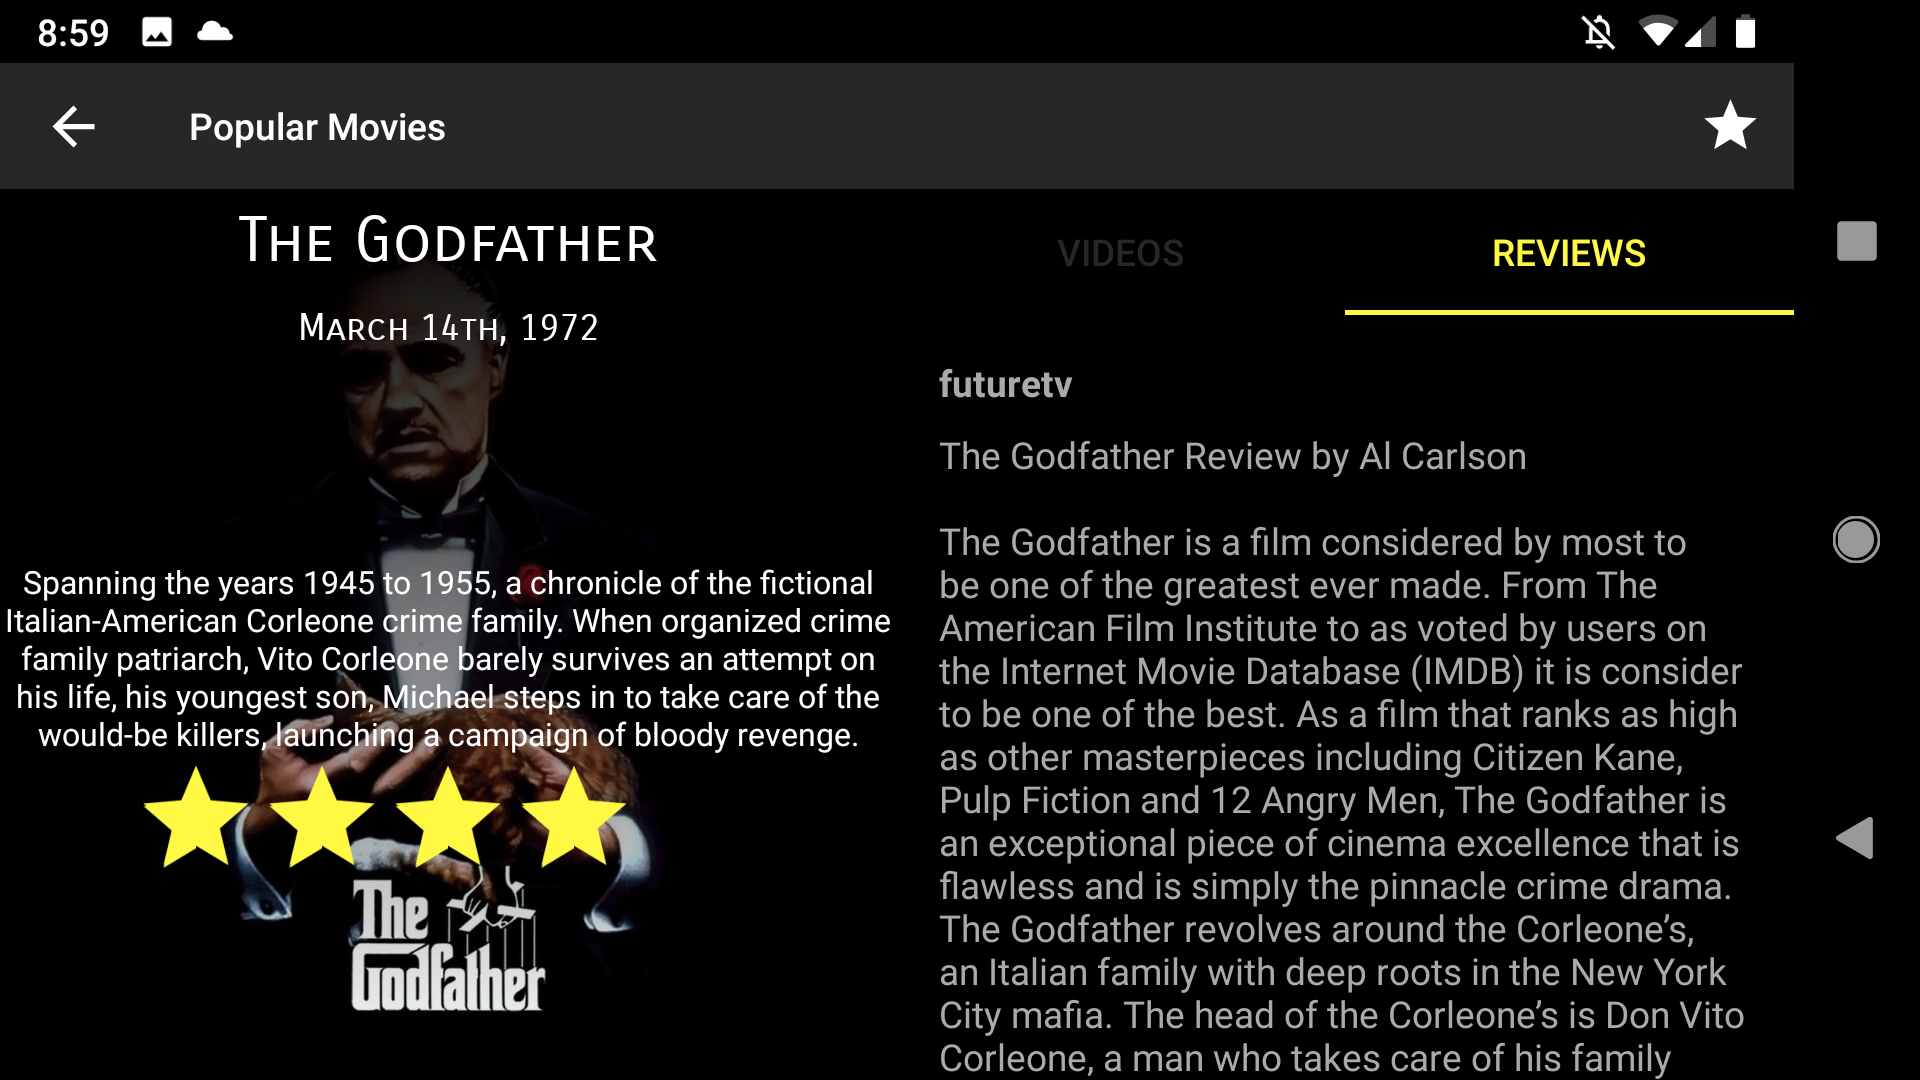 8:59
Popular Movies
The Godfather
March 14th, 1972
Spanning the years 1945 to 1955, a chronicle of the fictional
Italian-American Corleone crime family. When organized crime
family patriarch, Vito Corleone barely survives an attempt on
his life, his youngest son, Michael steps in to take care of the
would-be killers, launching a campaign of bloody revenge.
The
Godfather
VIDEOS
REVIEWS
futuretv
The Godfather Review by Al Carlson
The Godfather is a film considered by most to
be one of the greatest ever made. From The
American Film Institute to as voted by users on
the Internet Movie Database (IMDB) it is consider
to be one of the best. As a film that ranks as high
as other masterpieces including Citizen Kane,
Pulp Fiction and 12 Angry Men, The Godfather is
an exceptional piece of cinema excellence that is
flawless and is simply the pinnacle crime drama.
The Godfather revolves around the Corleone’s,
an Italian family with deep roots in the New York
City mafia. The head of the Corleone’s is Don Vito
Corleone, a man who takes care of his family